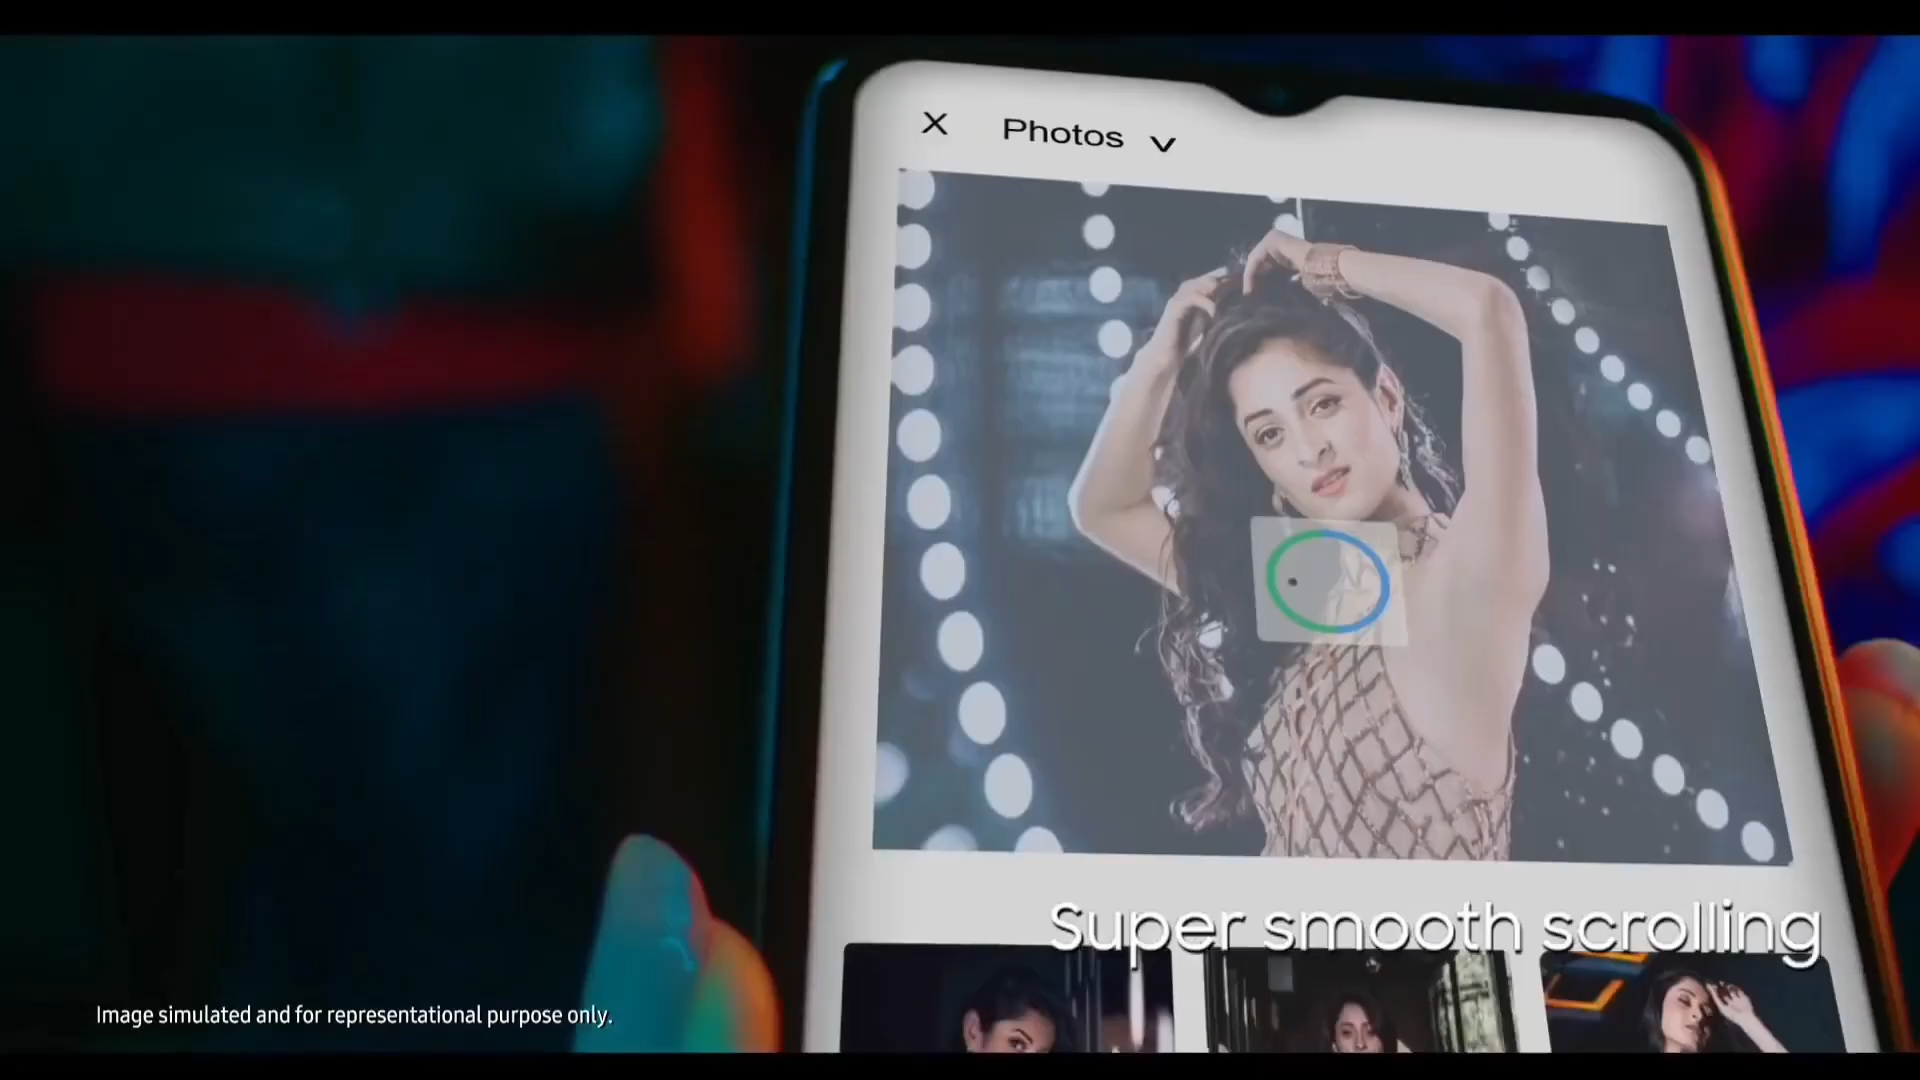 X Photos
Super smooth scrolling
Image simulated and for representational purpose only.